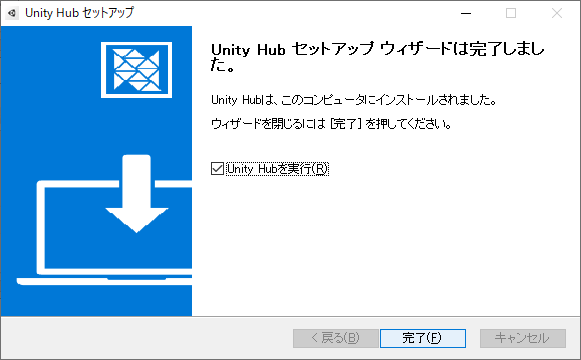 Unity Hub セットアップ
Unity Hub セットアップ ウィザードは完了しまし
た。
Unity Hubは、このコンピュータにインストールされました。
ウィザードを閉じるには [完了] を押してください。
Unity Hubを実行(R)
< 戻る(B)
完了(F)
キャンセル